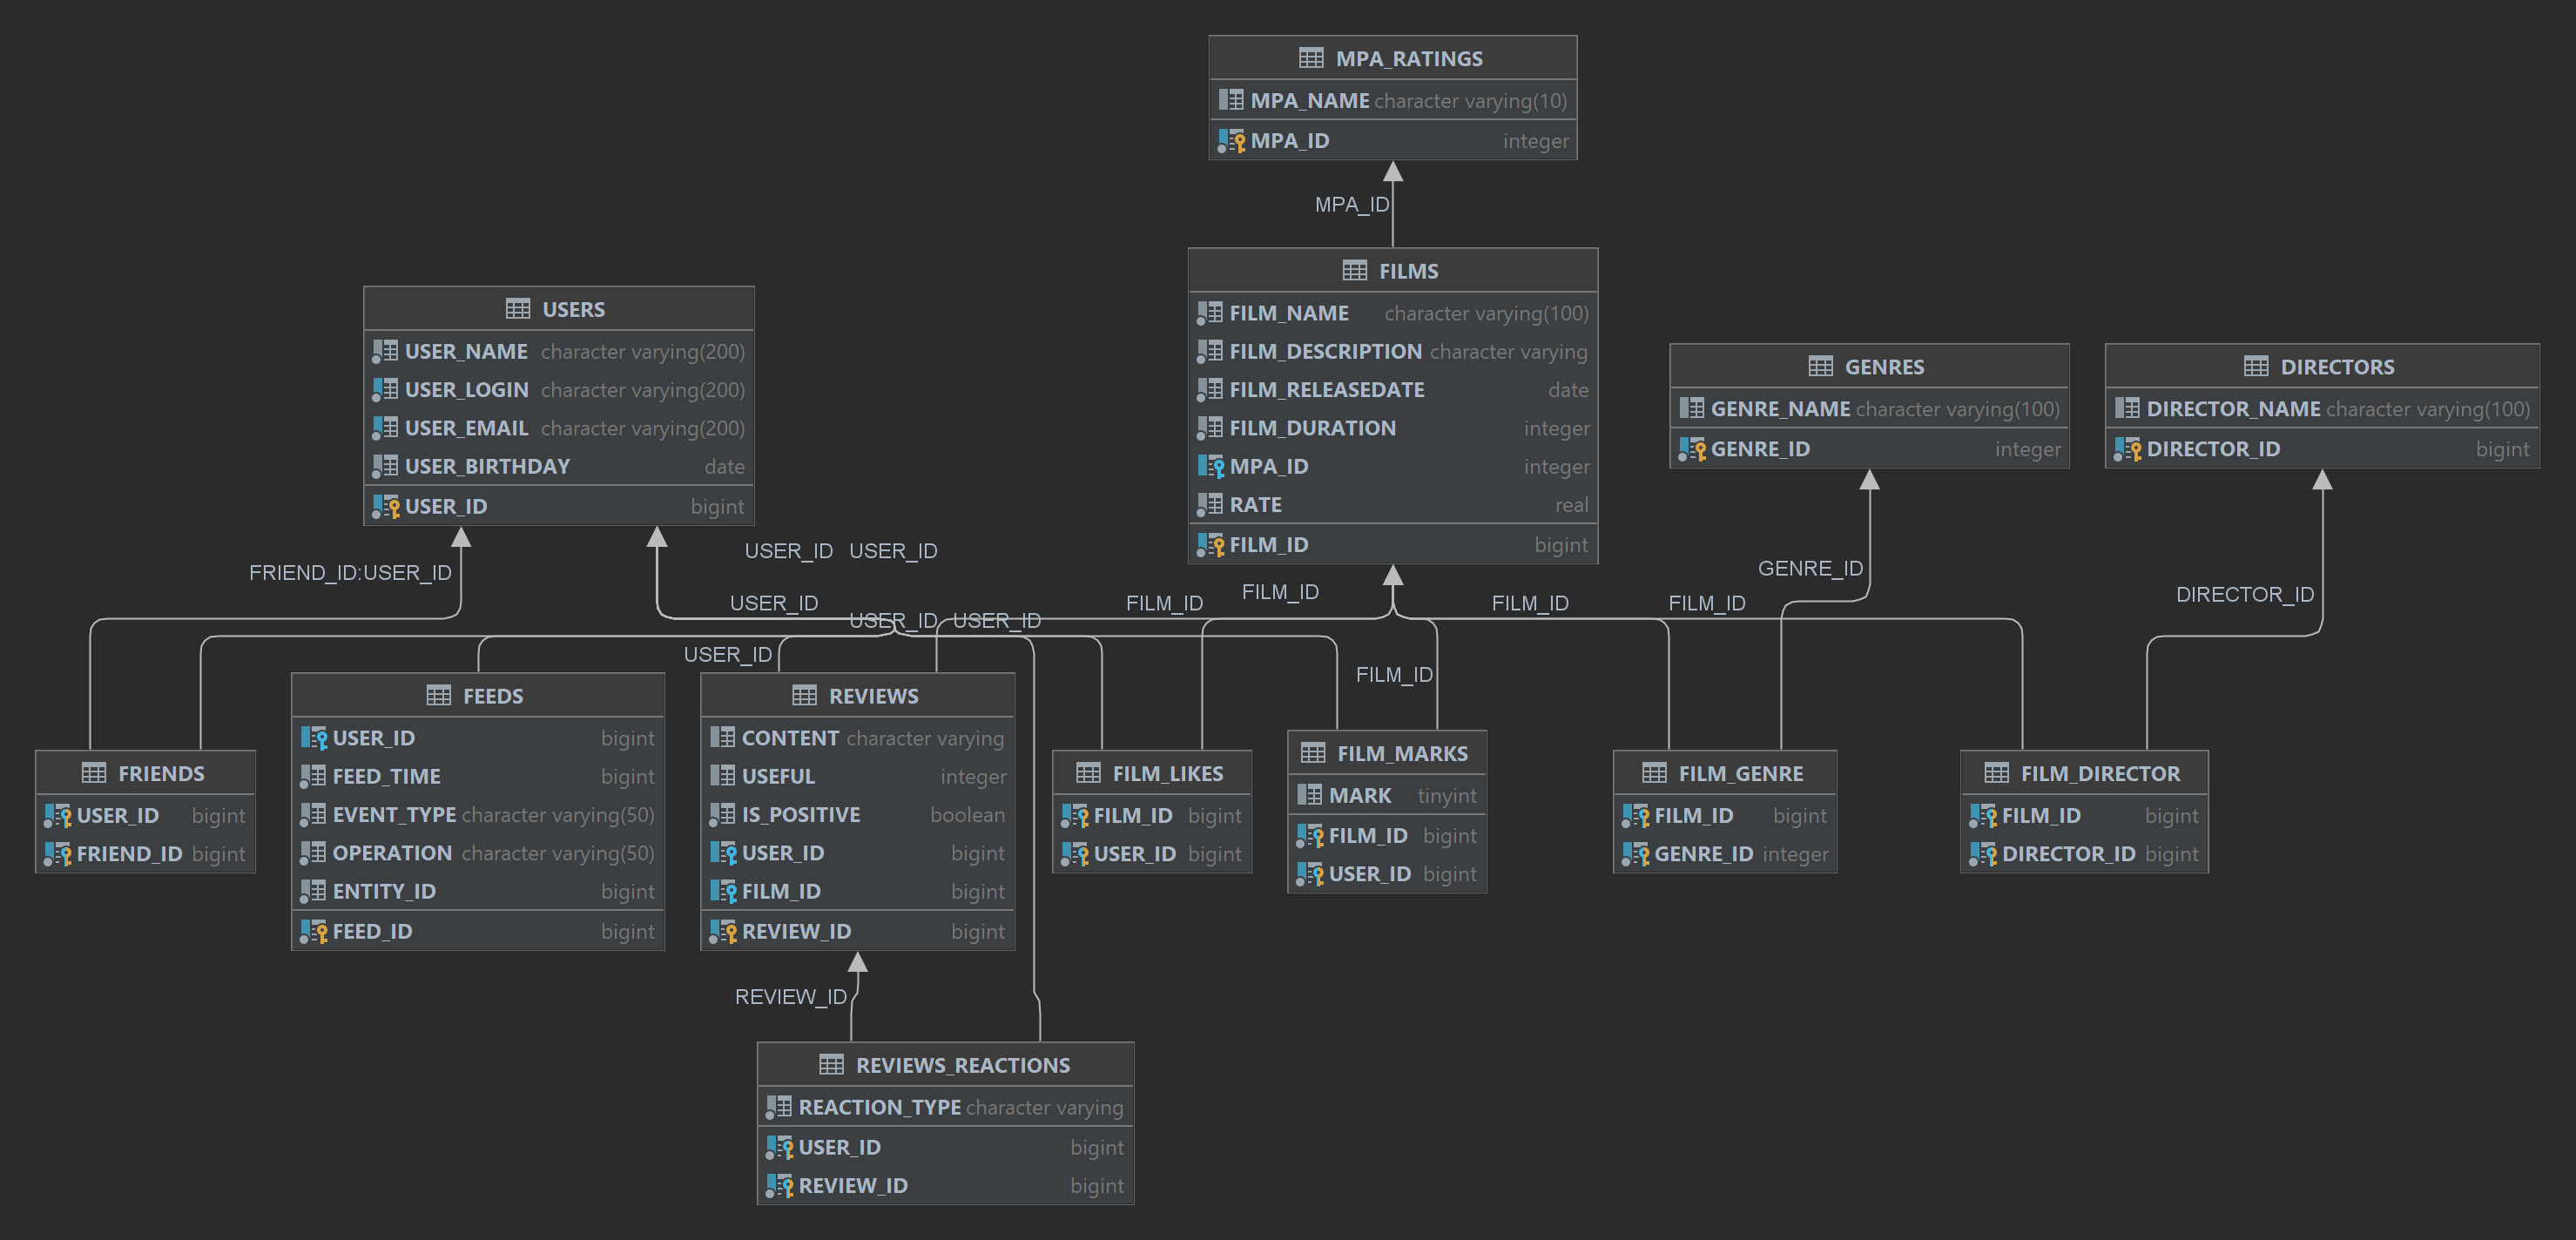 MPA_RATINGS
MPA_NAME character varying(10)
MPA_ID integer
MPA_ID
FILMS
FILM_NAME character varying(100)
FILM_DESCRIPTION character varying
FILM_RELEASEDATE date
FILM_DURATION integer
MPA_ID integer
RATE real
FILM_ID bigint
USERS
USER_NAME character varying(200)
USER_LOGIN character varying(200)
USER_EMAIL character varying(200)
USER_BIRTHDAY date
USER_ID bigint
GENRES
GENRE_NAME character varying(100)
GENRE_ID integer
DIRECTORS
DIRECTOR_NAME character varying(100)
DIRECTOR_ID bigint
USER_ID USER_ID
FRIEND_ID:USER_ID
GENRE_ID
FILM_ID
DIRECTOR_ID
USER_ID
FILM_ID
FILM_ID
FILM_ID
USER_ID USER_ID
USER_ID
FILM_ID
FRIENDS
USER_ID bigint
FRIEND_ID bigint
FEEDS
USER_ID bigint
FEED_TIME bigint
EVENT_TYPE character varying(50)
OPERATION character varying(50)
ENTITY_ID bigint
FEED_ID bigint
REVIEWS
CONTENT character varying
USEFUL integer
IS_POSITIVE boolean
USER_ID bigint
FILM_ID bigint
REVIEW_ID bigint
FILM_LIKES
FILM_ID bigint
USER_ID bigint
FILM_MARKS
MARK tinyint
FILM_ID bigint
USER_ID bigint
FILM_GENRE
FILM_ID bigint
GENRE_ID integer
FILM_DIRECTOR
FILM_ID bigint
DIRECTOR_ID bigint
REVIEW_ID
REVIEWS_REACTIONS
REACTION_TYPE character varying
USER_ID bigint
REVIEW_ID bigint